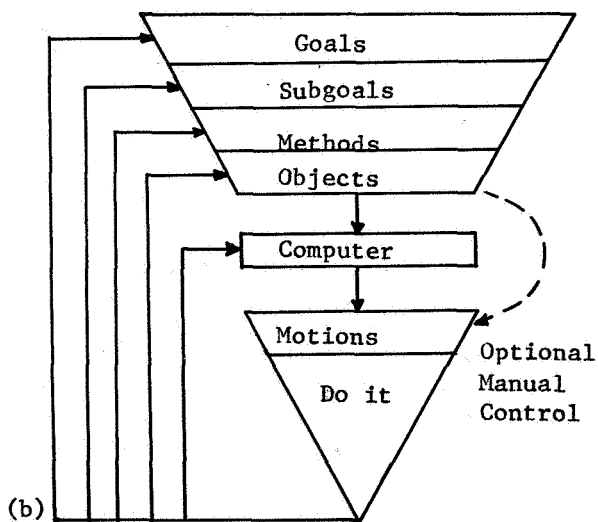 Goals
Subgoals
Methods
Objects
Computer
Motions
Do it
Optional
Manual
Control
(b)